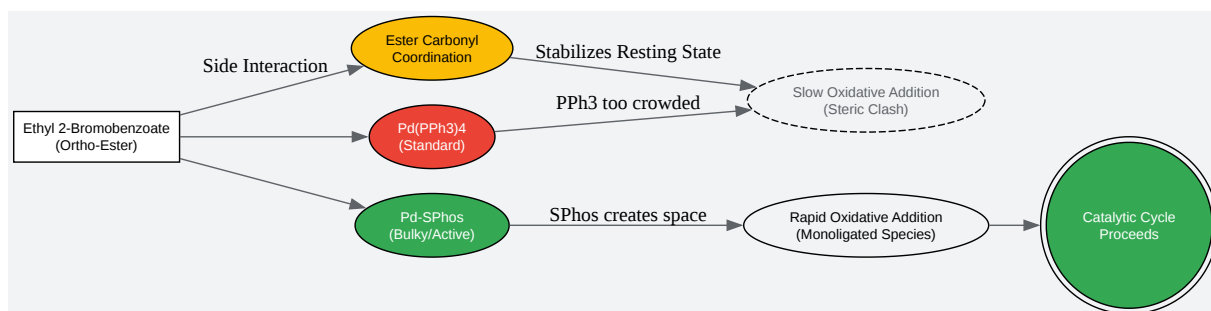 Ethyl 2-Bromobenzoate
(Ortho-Ester)
Side Interaction
Ester Carbonyl
Coordination
Stabilizes Resting State
Pd(PPh3)4
(Standard)
PPh3 too crowded
Slow Oxidative Addition
(Steric Clash)
Pd-SPhos
(Bulky/Active)
SPhos creates space
Rapid Oxidative Addition
(Monoligated Species)
Catalytic Cycle
Proceeds